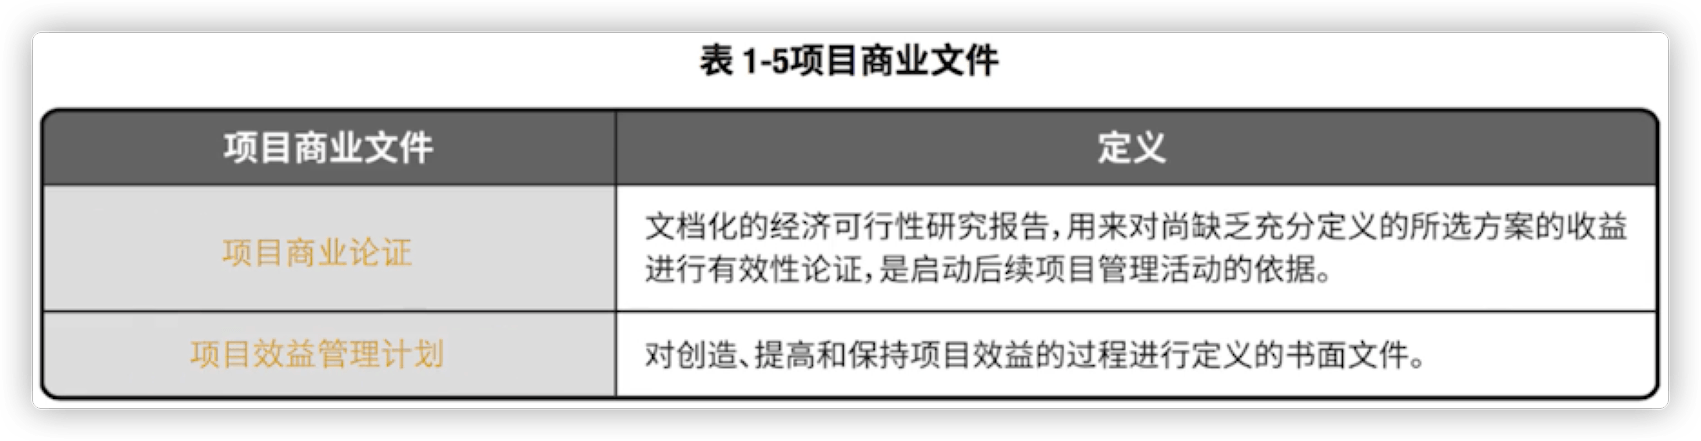 表 1-5项目商业文件
项目商业文件
定义
项目商业论证
文档化的经济可行性研究报告，用来对尚缺乏充分定义的所选方案的收益
进行有效性论证，是启动后续项目管理活动的依据。
项目效益管理计划
对创造、提高和保持项目效益的过程进行定义的书面文件。